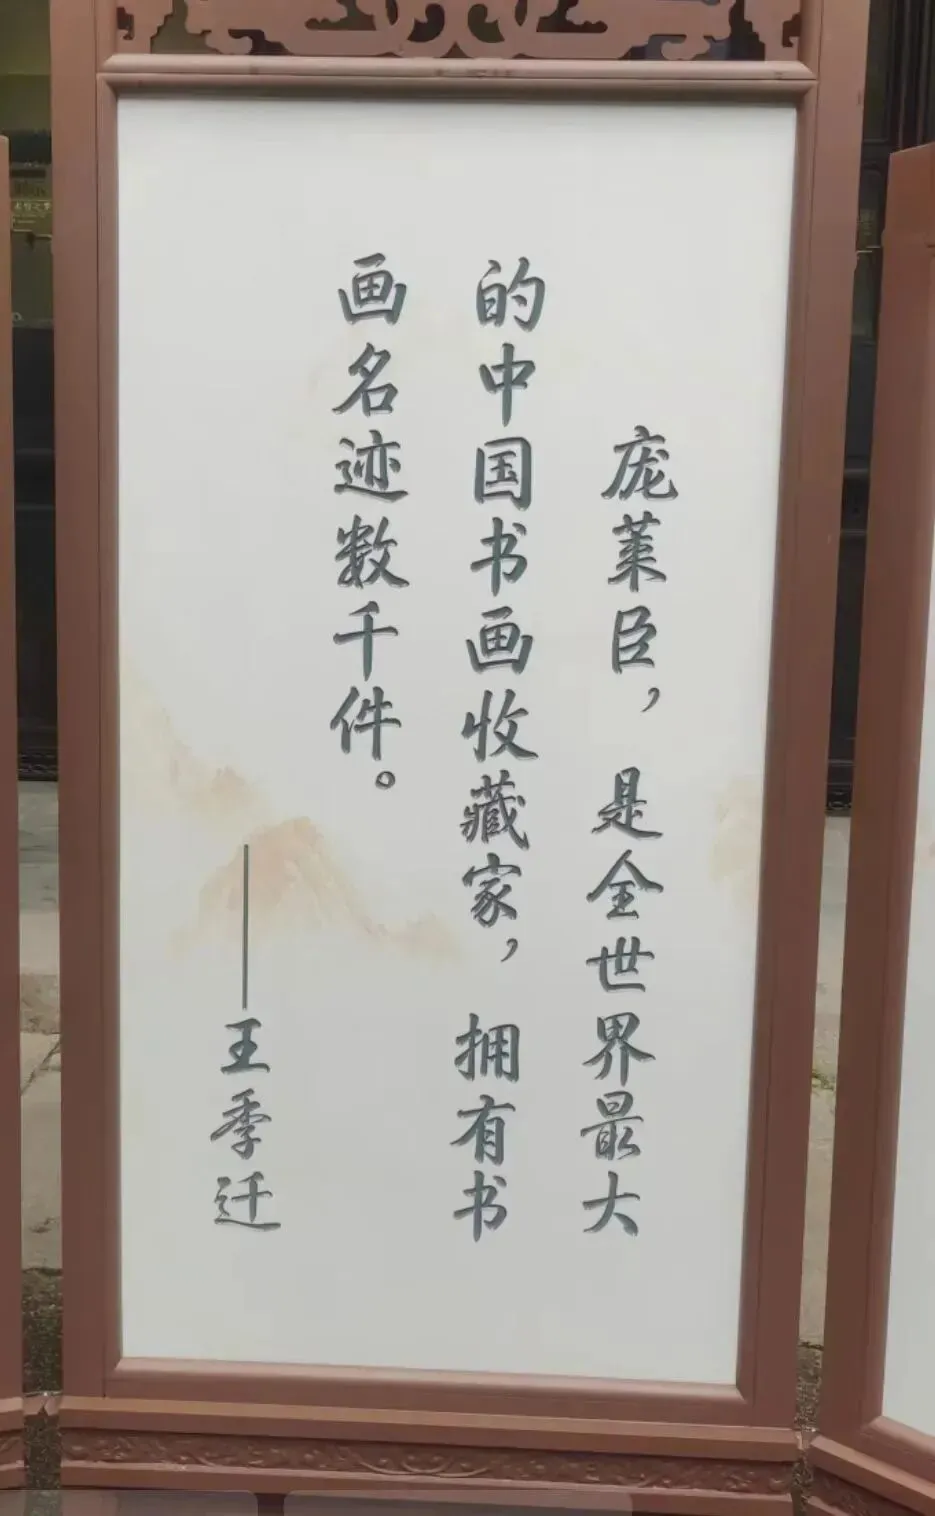 庞莱臣，是全世界最大
的中国书画收藏家，拥有书
画名迹数千件。
——王季迁